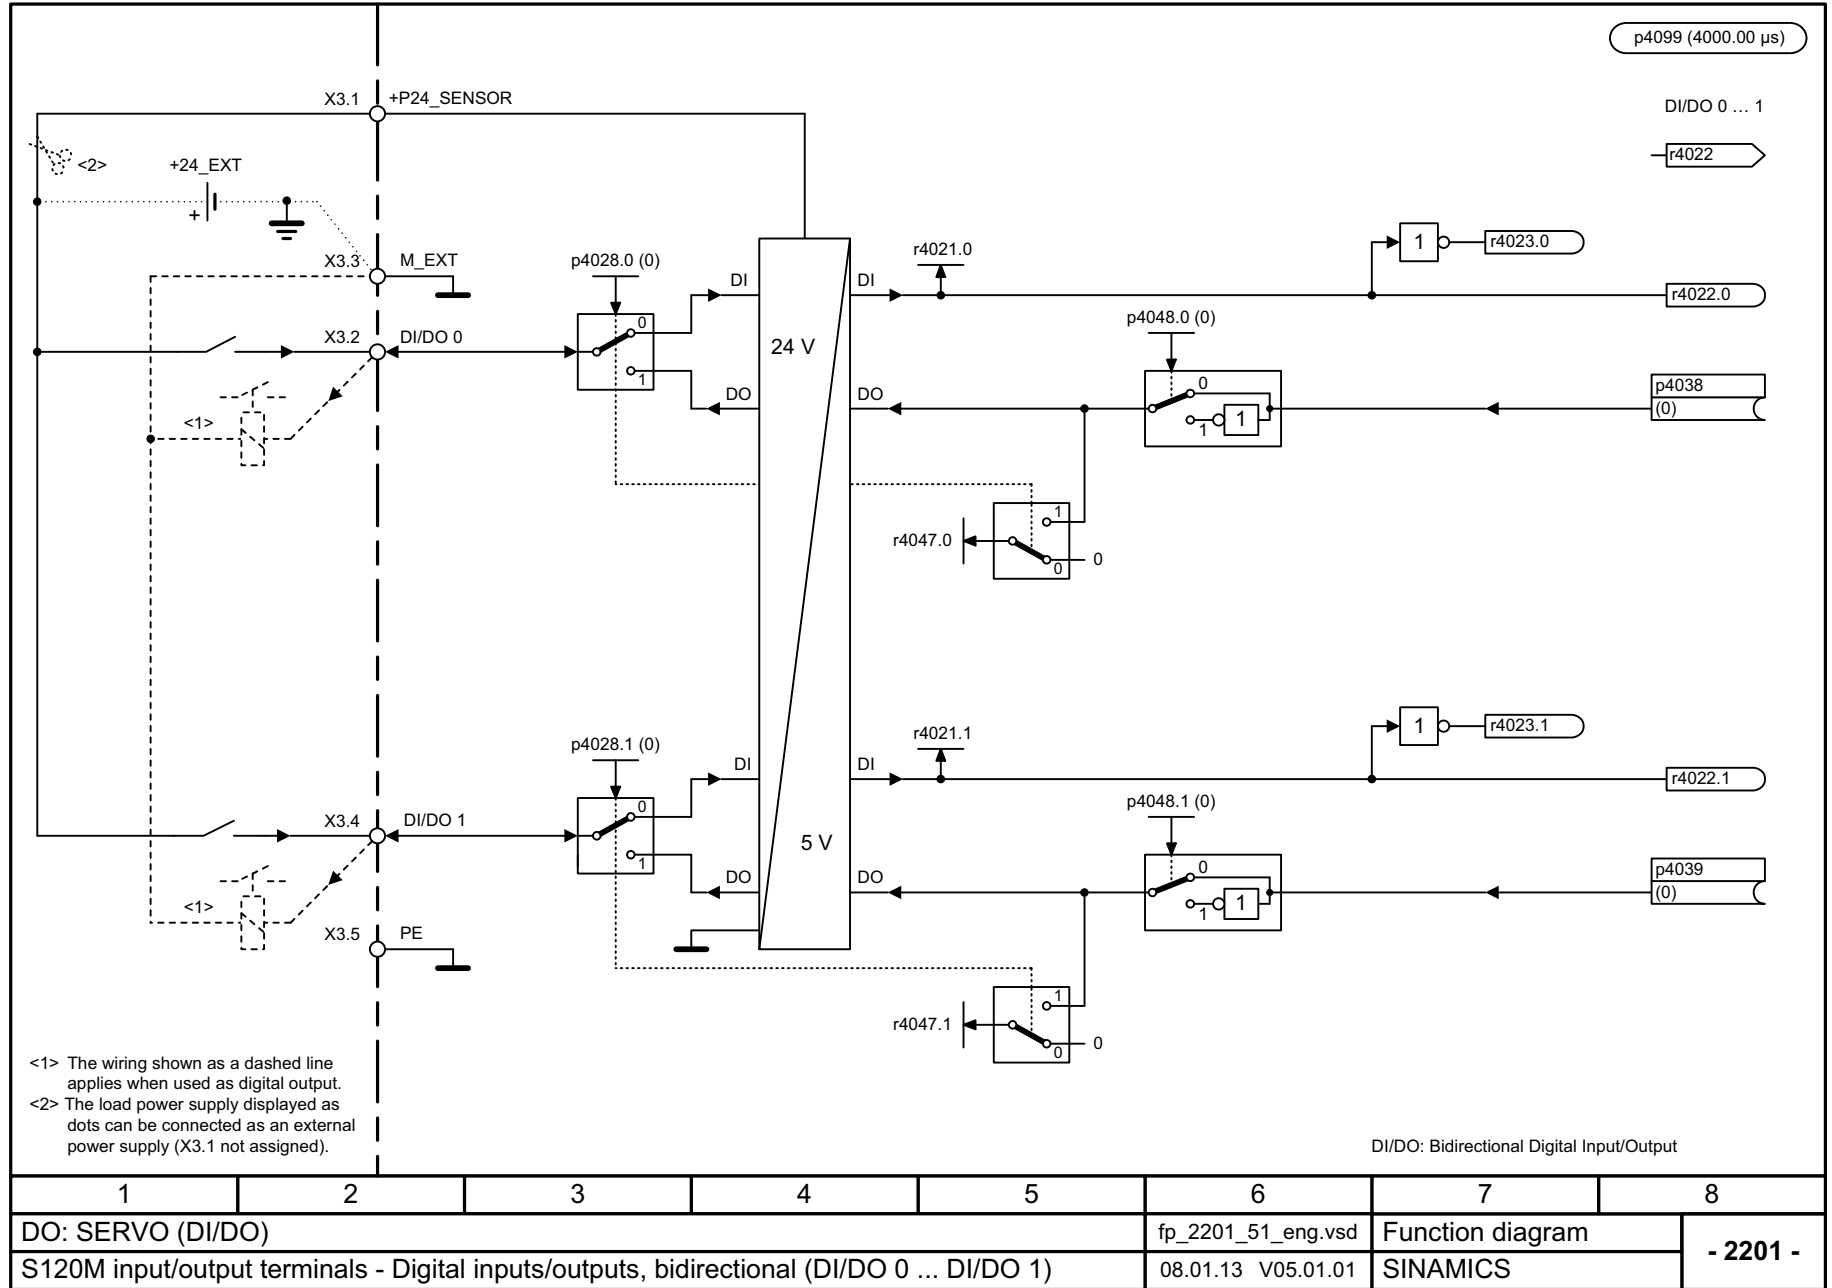 p4099 (4000.00 µs)
X3.1 +P24_SENSOR
DI/DO 0 … 1
r4022
<2>
+24_EXT
+
X3.3 M_EXT
p4028.0 (0)
DI
DI
r4021.0
1
r4023.0
r4022.0
0
1
X3.2 DI/DO 0
24 V
p4048.0 (0)
0
1
1
DO
DO
p4038
(0)
<1>
1
0
0
r4047.0
p4028.1 (0)
DI
DI
r4021.1
1
r4023.1
r4022.1
0
1
X3.4 DI/DO 1
5 V
p4048.1 (0)
0
1
1
DO
DO
p4039
(0)
<1>
X3.5 PE
1
0
0
r4047.1
<1> The wiring shown as a dashed line
applies when used as digital output.
<2> The load power supply displayed as
dots can be connected as an external
power supply (X3.1 not assigned).
DI/DO: Bidirectional Digital Input/Output
1 2 3 4 5 6 7 8
DO: SERVO (DI/DO)
fp_2201_51_eng.vsd
Function diagram
- 2201 -
S120M input/output terminals - Digital inputs/outputs, bidirectional (DI/DO 0 ... DI/DO 1)
08.01.13 V05.01.01
SINAMICS